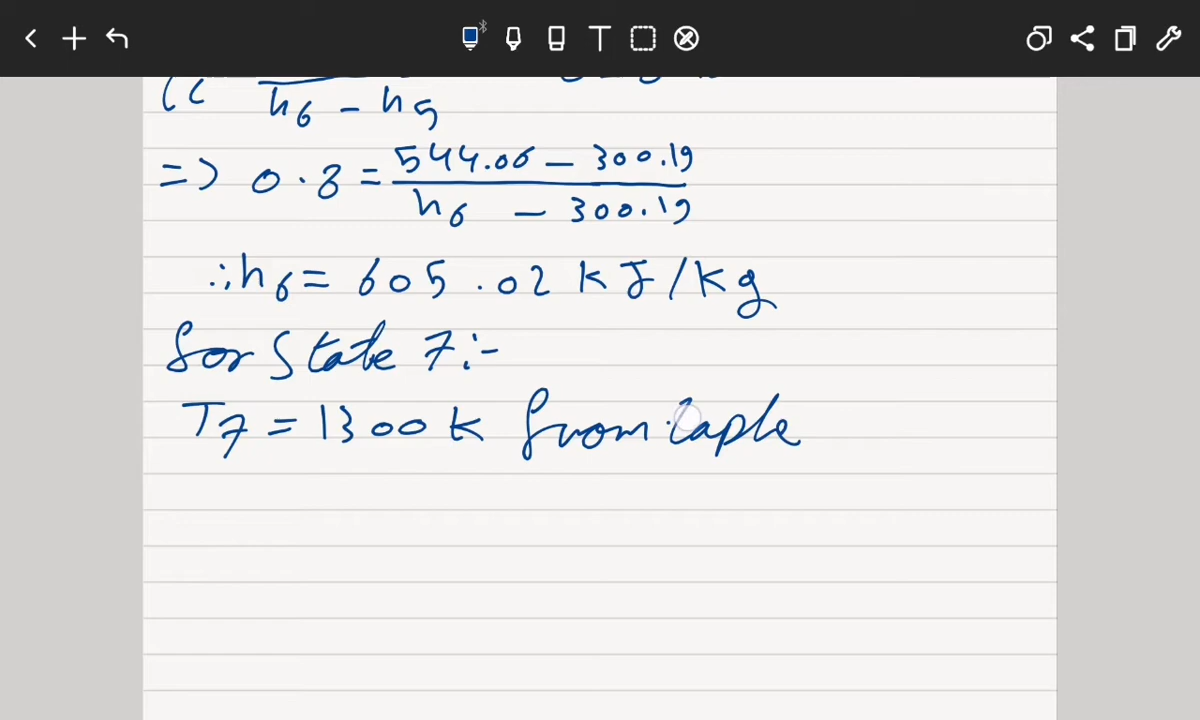 h6 - h5
=> 0.8 = 544.06 - 300.19
h6 - 300.19
∴ h6 = 605.02 kJ/kg
for State 7:-
T7 = 1300 K from